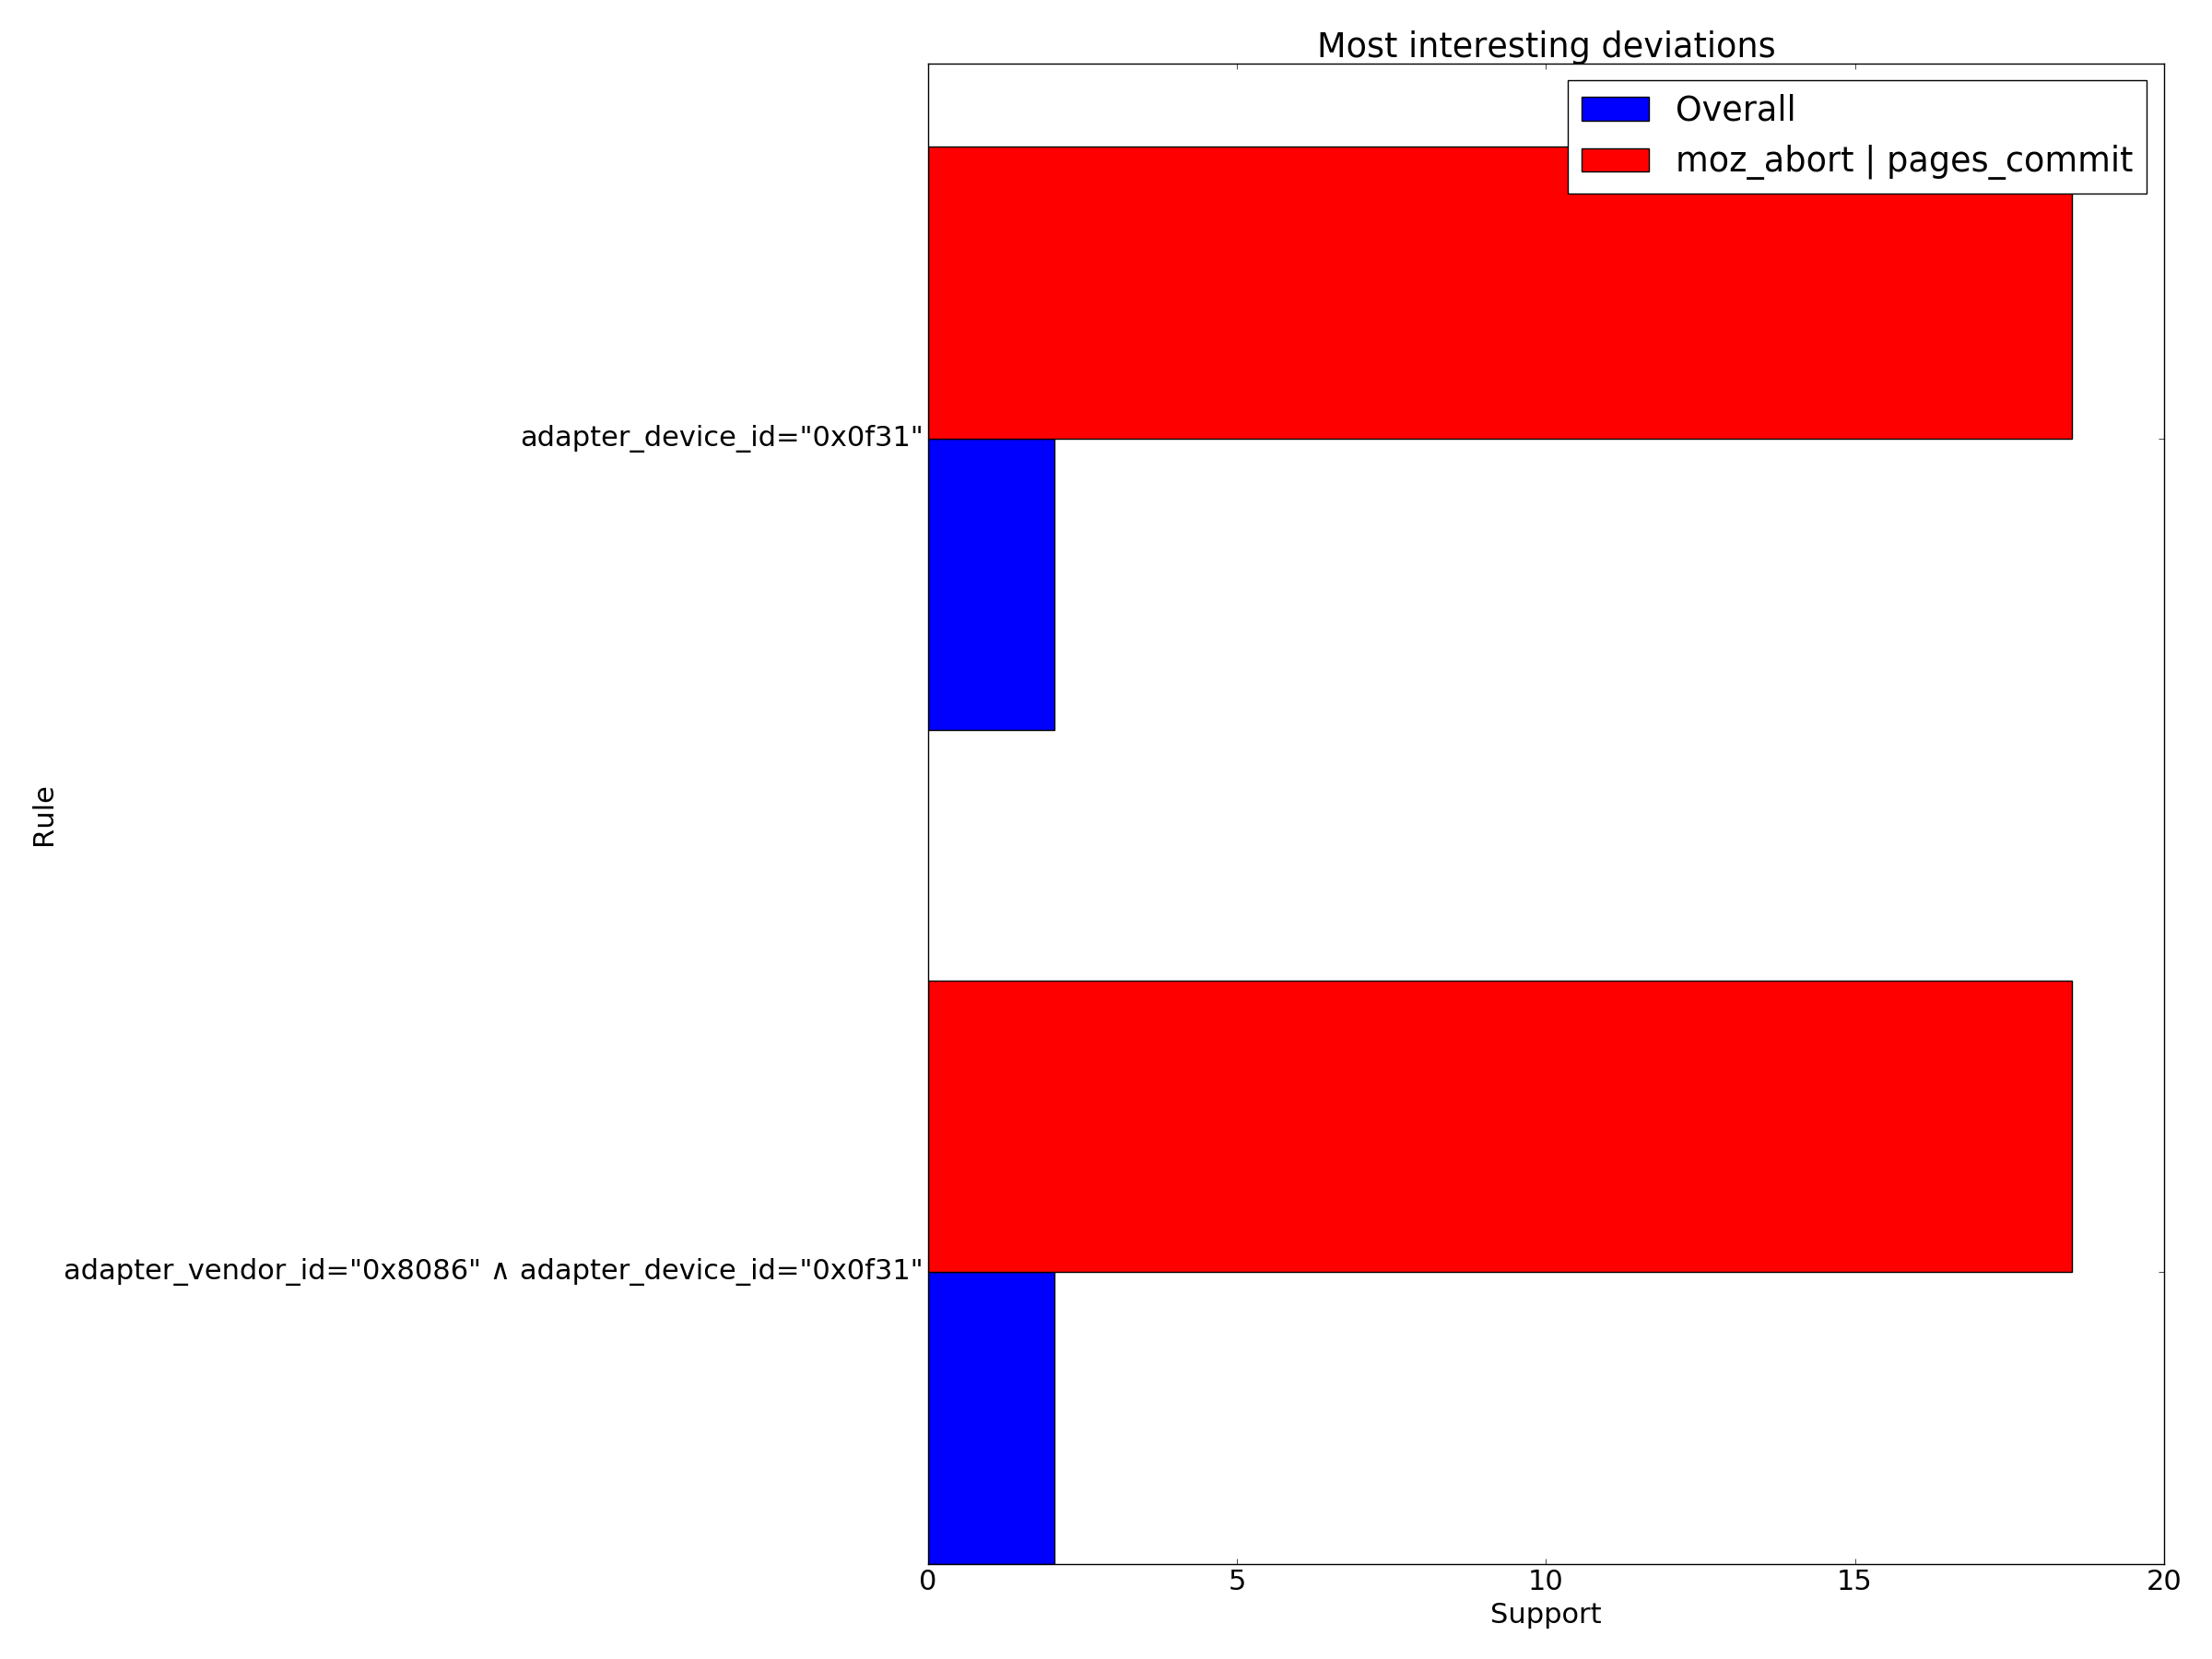 Most interesting deviations
Overall
moz_abort | pages_commit
adapter_device_id="0x0f31"
Rule
adapter_vendor_id="0x8086" ∧ adapter_device_id="0x0f31"
0 5 10 15 20
Support